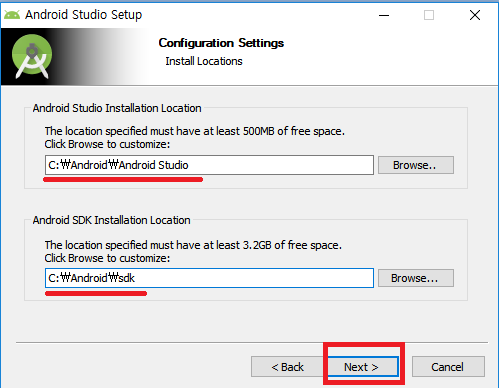 Android Studio Setup
Configuration Settings
Install Locations
Android Studio Installation Location
The location specified must have at least 500MB of free space.
Click Browse to customize:
C:₩Android₩Android Studio
Browse..
Android SDK Installation Location
The location specified must have at least 3.2GB of free space.
Click Browse to customize:
C:₩Android₩sdk
Browse...
< Back
Next >
Cancel